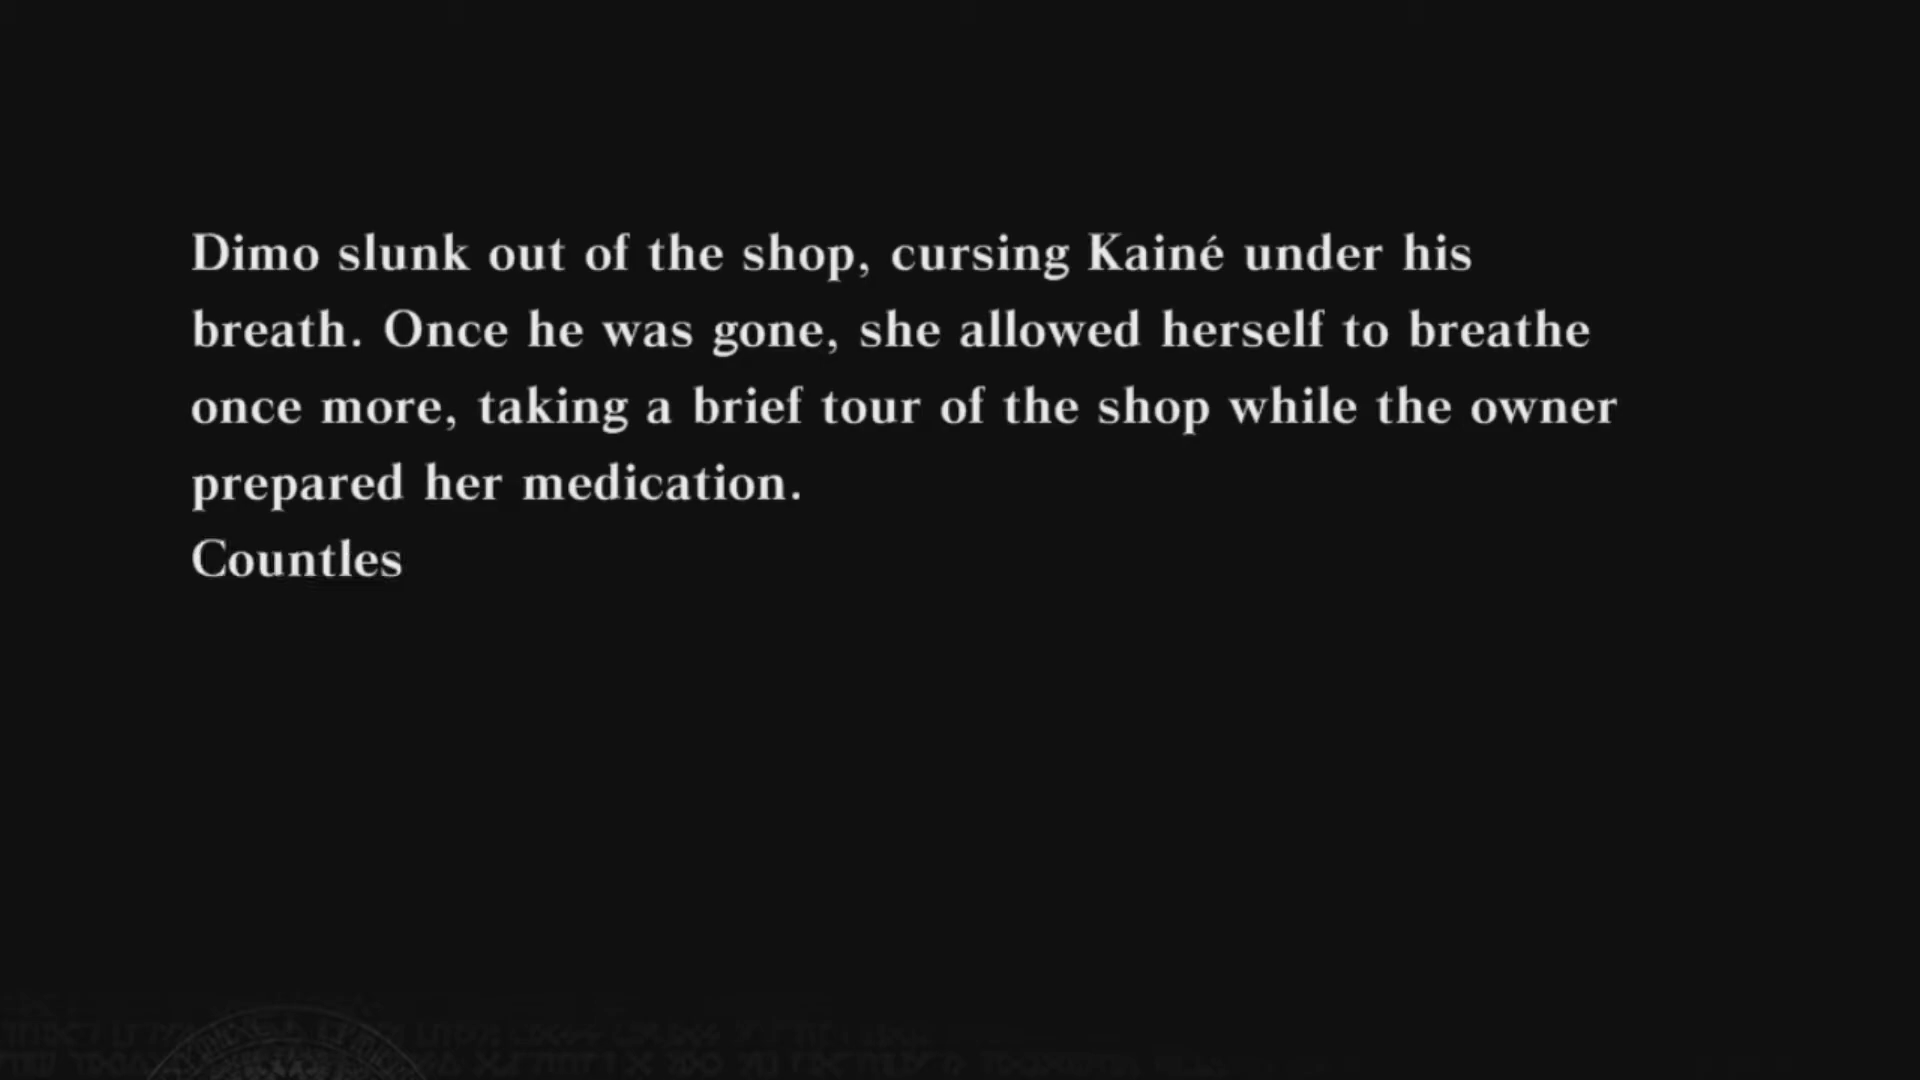 Dimo slunk out of the shop, cursing Kainé under his
breath. Once he was gone, she allowed herself to breathe
once more, taking a brief tour of the shop while the owner
prepared her medication.
Countles